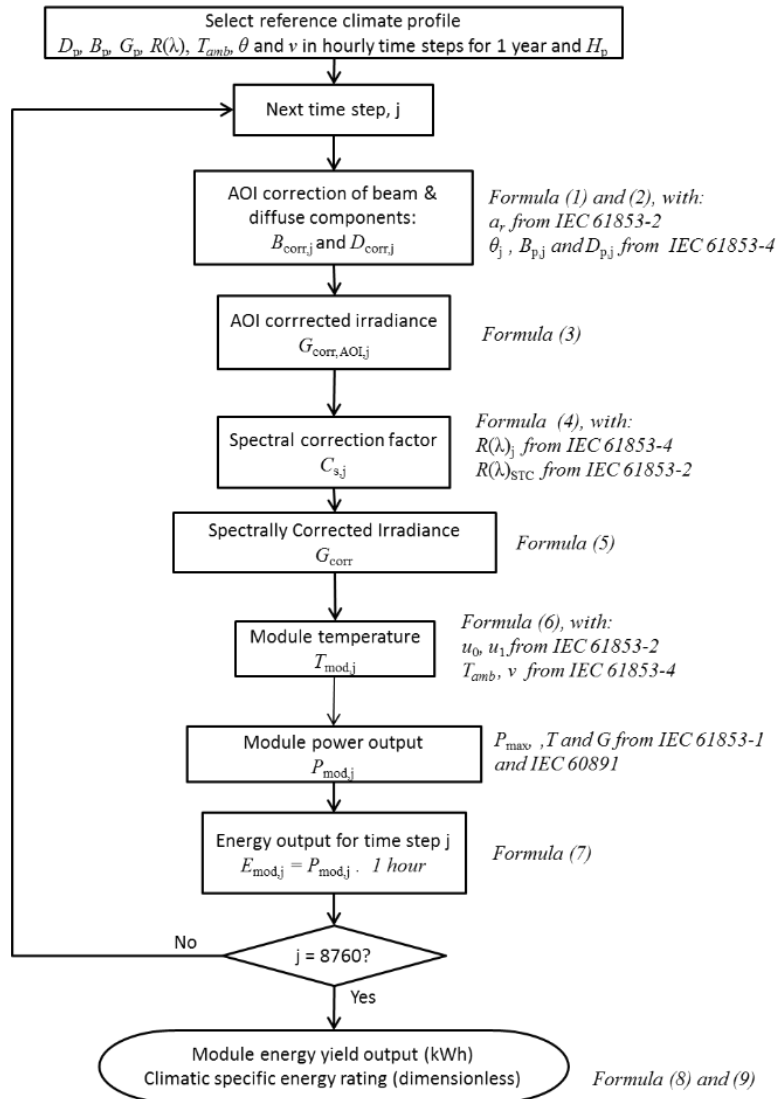 Select reference climate profile
Dp, Bp, Gp, R(λ), Tamb, θ and v in hourly time steps for 1 year and Hp
Next time step, j
AOI correction of beam &
diffuse components:
Bcorr,j and Dcorr,j
Formula (1) and (2), with:
ar from IEC 61853-2
θj , Bp,j and Dp,j from IEC 61853-4
AOI corrrected irradiance
Gcorr,AOI,j
Formula (3)
Spectral correction factor
Cs,j
Formula (4), with:
R(λ)j from IEC 61853-4
R(λ)STC from IEC 61853-2
Spectrally Corrected Irradiance
Gcorr
Formula (5)
Module temperature
Tmod,j
Formula (6), with:
u0, u1 from IEC 61853-2
Tamb, v from IEC 61853-4
Module power output
Pmod,j
Pmax, ,T and G from IEC 61853-1
and IEC 60891
Energy output for time step j
Emod,j = Pmod,j . 1 hour
Formula (7)
No
j = 8760?
Yes
Module energy yield output (kWh)
Climatic specific energy rating (dimensionless)
Formula (8) and (9)